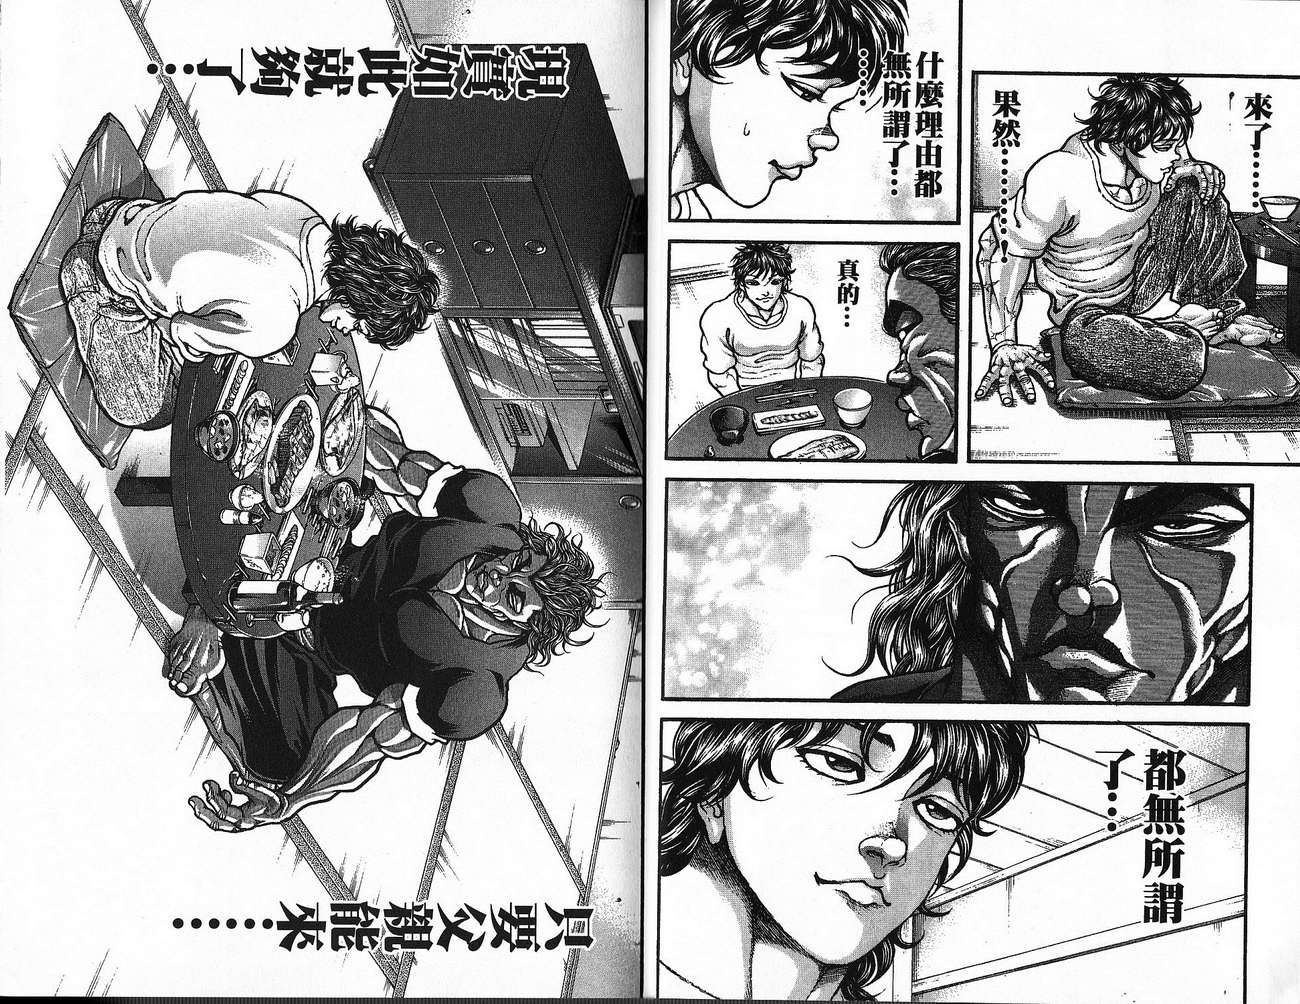 來了……
果然………！
什麼理由都
無所謂了…
……
真的…
都無所謂
了…
只要父親能來
……
現實如此就夠了、
……